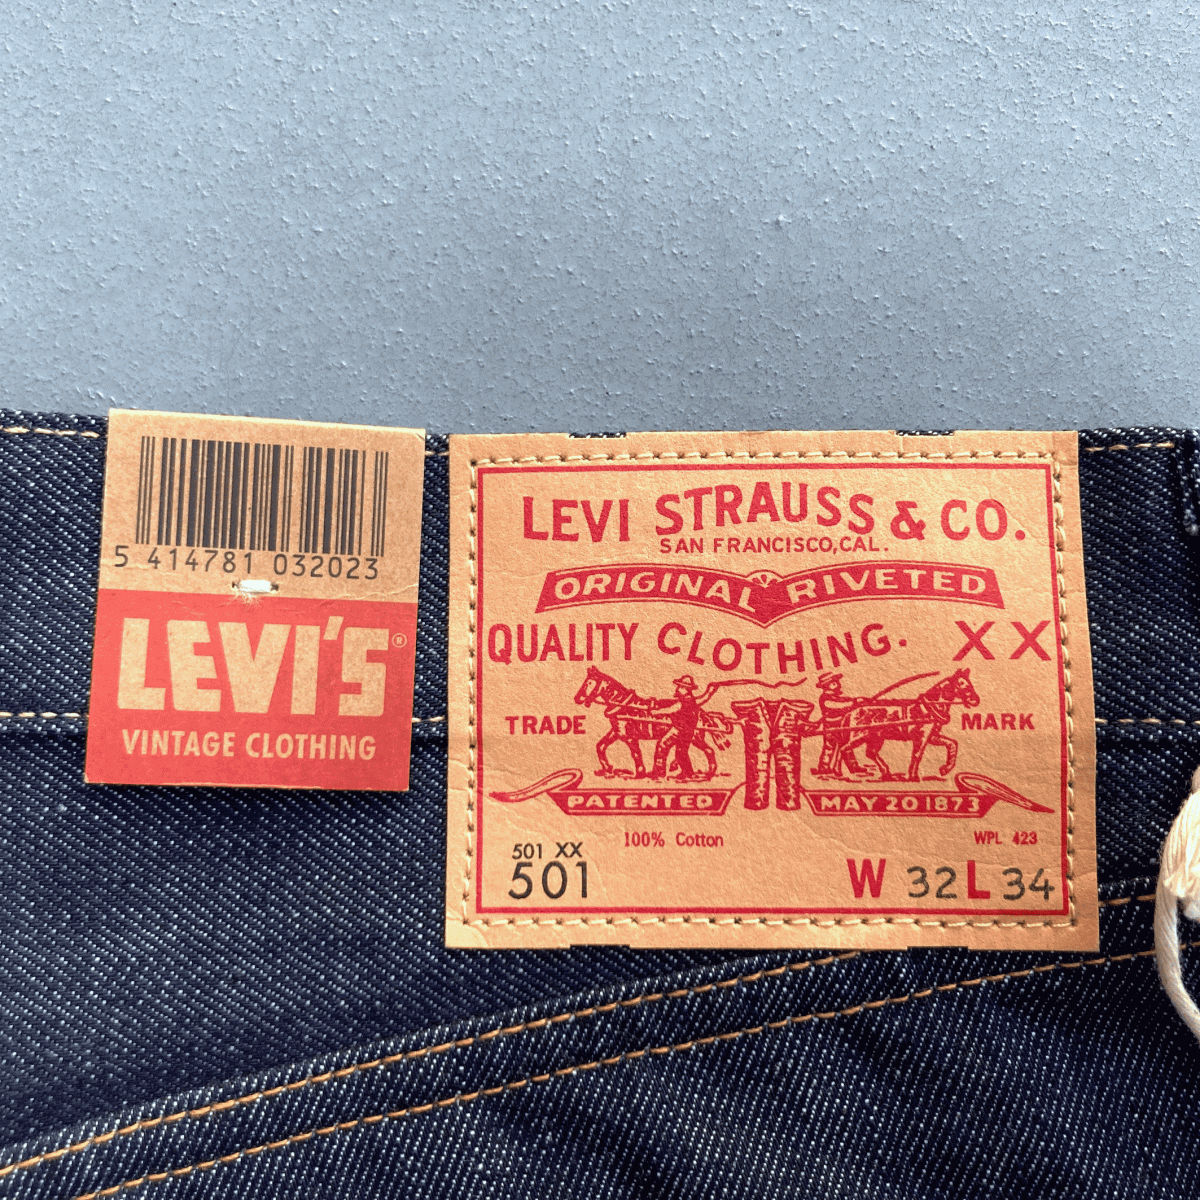 5 414781 032023
LEVI'S®
VINTAGE CLOTHING
LEVI STRAUSS & CO.
SAN FRANCISCO, CAL.
ORIGINAL RIVETED
QUALITY CLOTHING. XX
TRADE MARK
PATENTED MAY 20 1873
100% Cotton WPL 423
501 XX
501 W 32 L 34